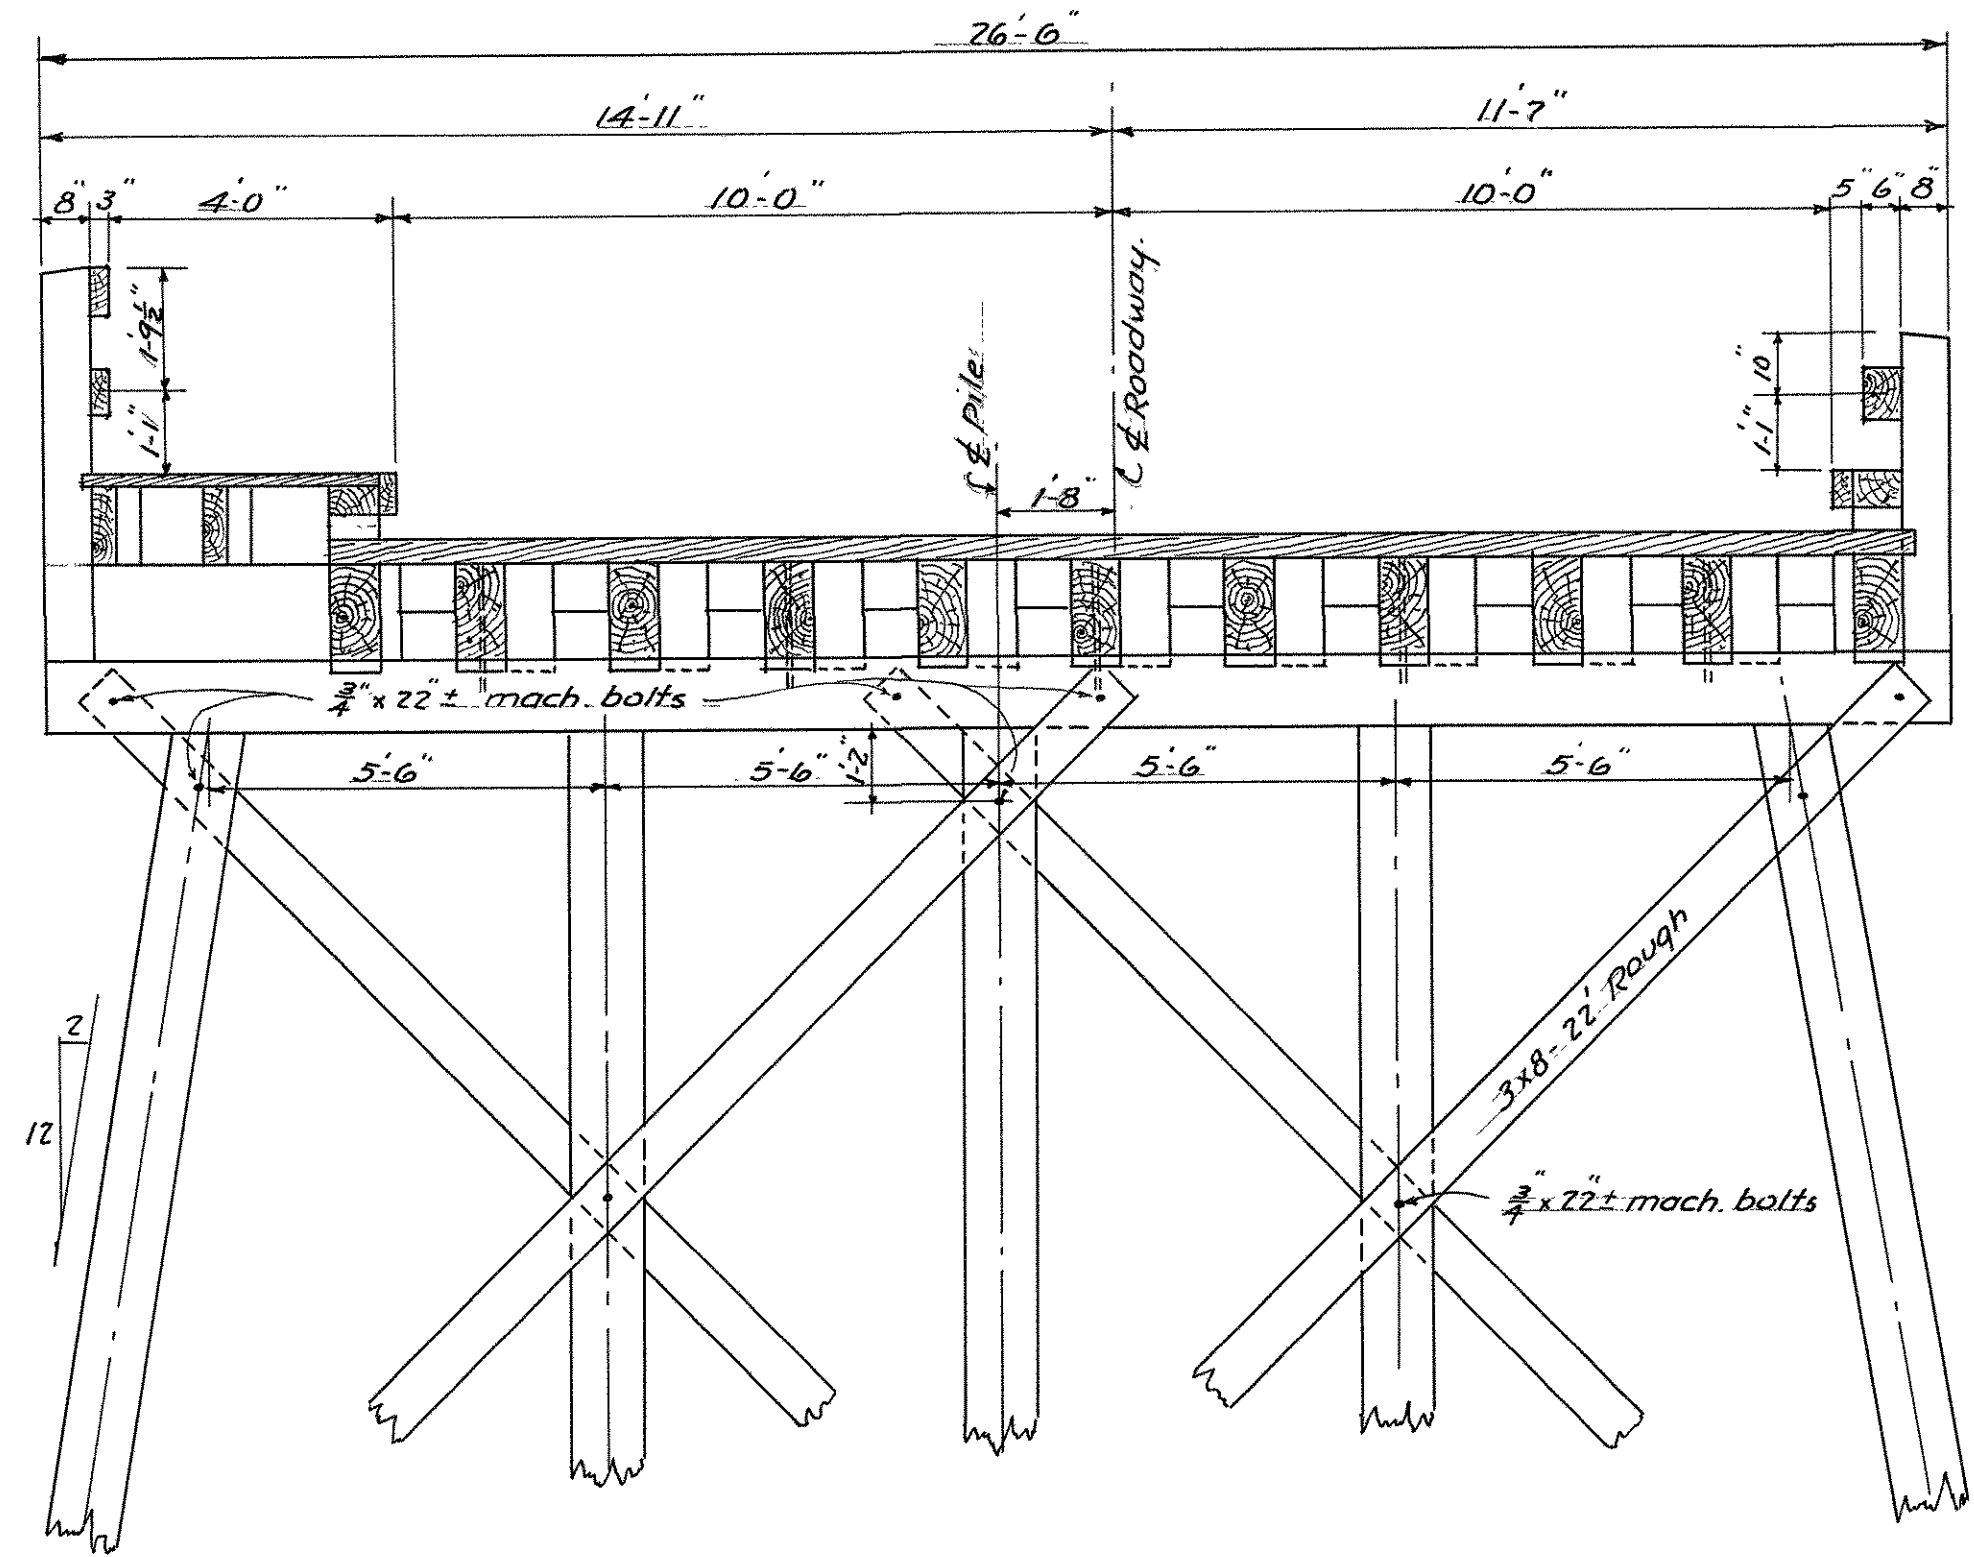 26'-6"
14'-11"
11'-7"
8" 3" 4'-0" 10'-0" 10'-0" 5" 6" 8"
1'-9½"
1'-1"
℄ Piles
℄ Roadway
10"
1'-1"
1'-8"
¾" x 22" ± mach. bolts
5'-6" 5'-6" 1'-2" 5'-6" 5'-6"
3x8-22' Rough
2
12
¾" x 22" ± mach. bolts